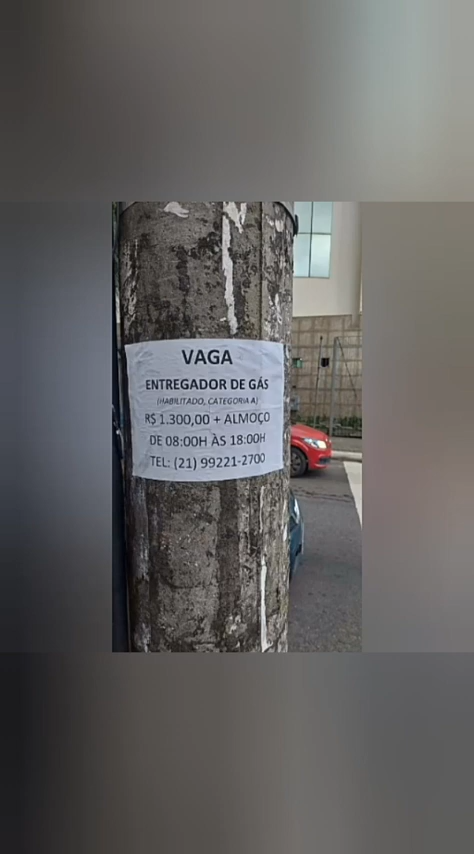 VAGA
ENTREGADOR DE GÁS
(HABILITADO, CATEGORIA A)
R$ 1.300,00 + ALMOÇO
DE 08:00H ÀS 18:00H
TEL: (21) 99221-2700